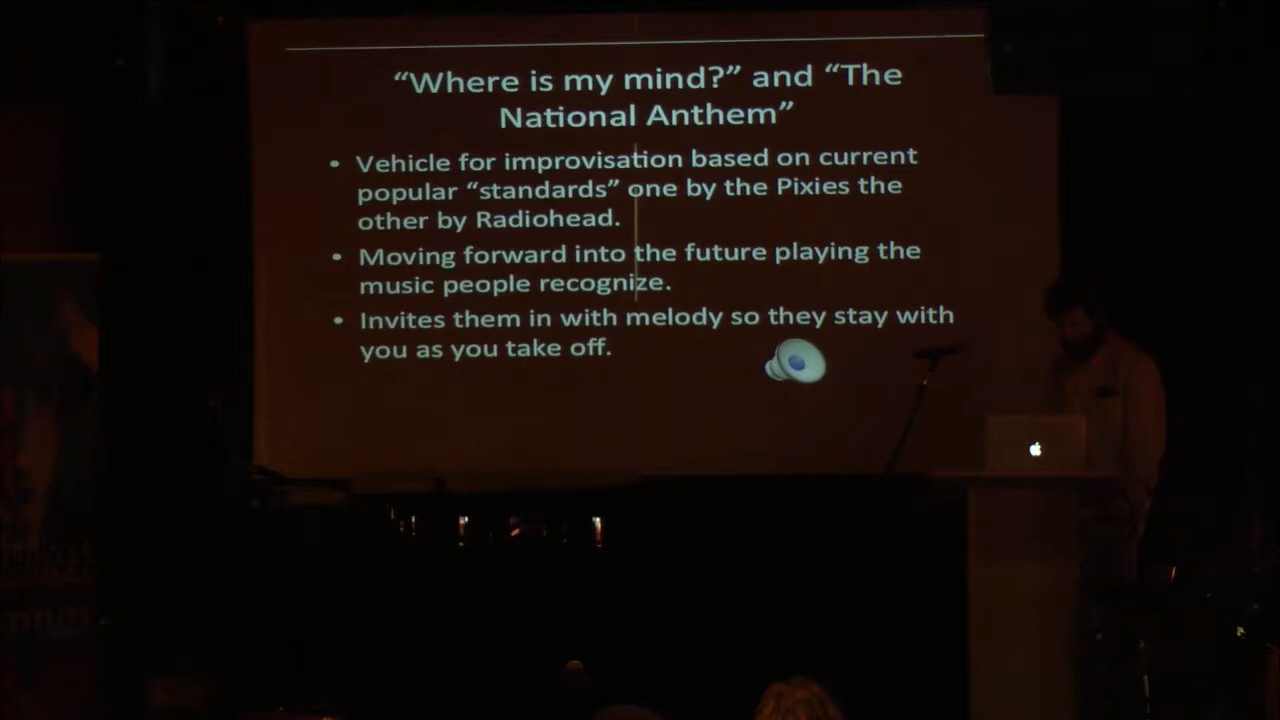 “Where is my mind?” and “The
National Anthem”
• Vehicle for improvisation based on current
popular “standards” one by the Pixies the
other by Radiohead.
• Moving forward into the future playing the
music people recognize.
• Invites them in with melody so they stay with
you as you take off.